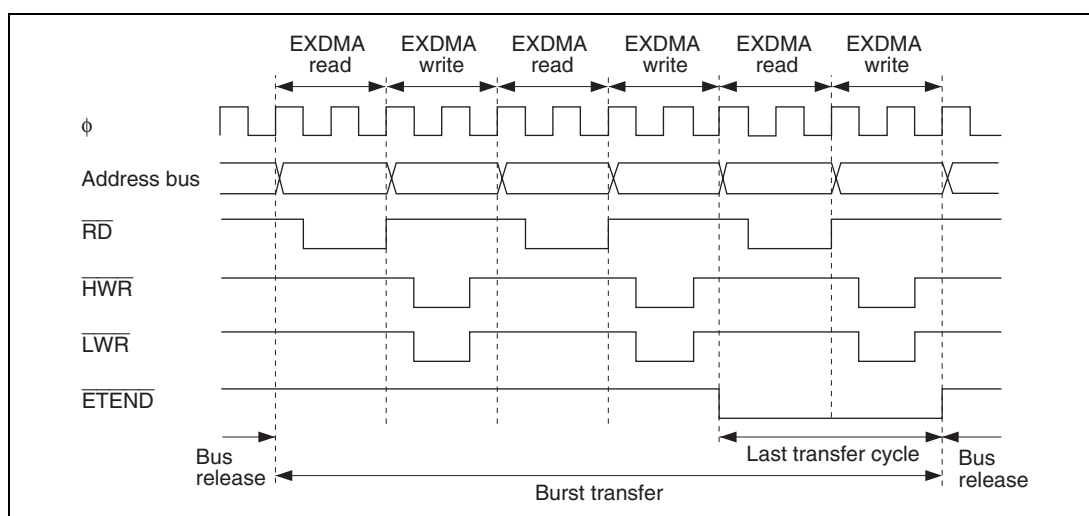 EXDMA EXDMA EXDMA EXDMA EXDMA EXDMA
read write read write read write
ϕ
Address bus
RD
HWR
LWR
ETEND
Bus release
Last transfer cycle
Bus release
Burst transfer